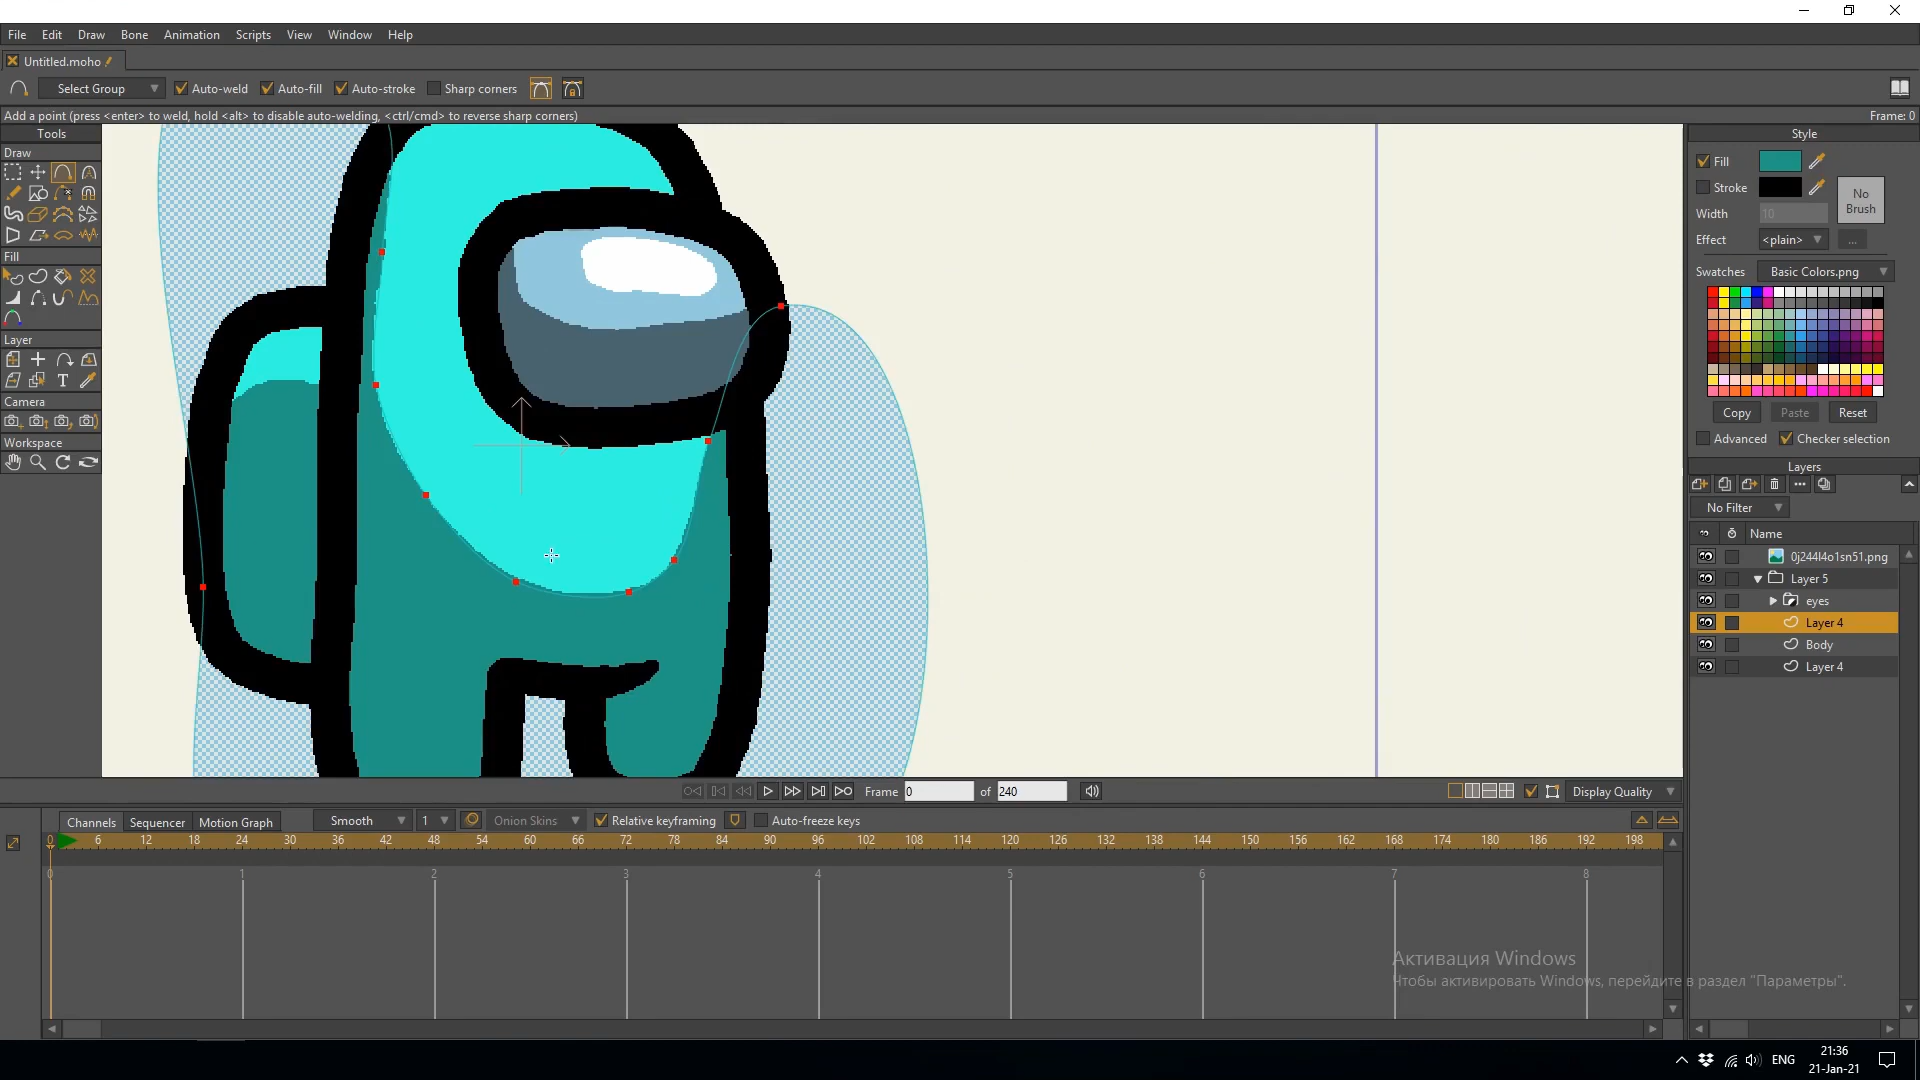 File Edit Draw Bone Animation Scripts View Window Help
Untitled.moho
Select Group Auto-weld Auto-fill Auto-stroke Sharp corners
Add a point (press <enter> to weld, hold <alt> to disable auto-welding, <ctrl/cmd> to reverse sharp corners) Frame: 0
Tools
Draw
Fill
Layer
Camera
Workspace
Style
Fill
Stroke
No Brush
Width 10
Effect <plain> ...
Swatches Basic Colors.png
Copy Paste Reset
Advanced Checker selection
Layers
No Filter
Name
0j244l4o1sn51.png
Layer 5
eyes
Layer 4
Body
Layer 4
Frame 0 of 240 Display Quality
Channels Sequencer Motion Graph Smooth 1 Onion Skins Relative keyframing Auto-freeze keys
0 6 12 18 24 30 36 42 48 54 60 66 72 78 84 90 96 102 108 114 120 126 132 138 144 150 156 162 168 174 180 186 192 198
0 1 2 3 4 5 6 7 8
Активация Windows
Чтобы активировать Windows, перейдите в раздел "Параметры".
ENG 21:36
21-Jan-21